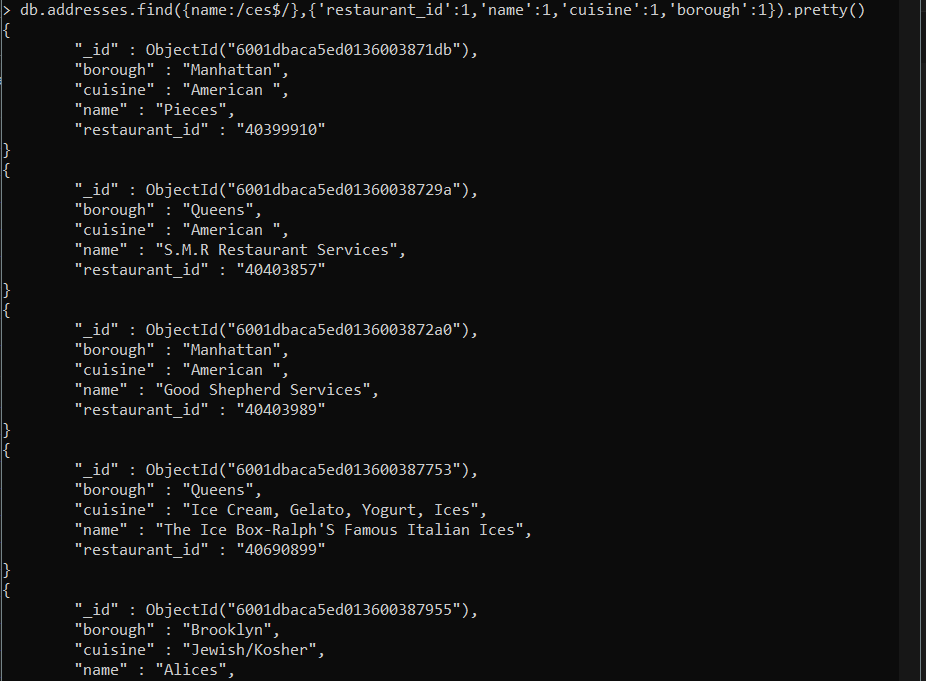 > db.addresses.find({name:/ces$/},{'restaurant_id':1,'name':1,'cuisine':1,'borough':1}).pretty()
{
        "_id" : ObjectId("6001dbaca5ed0136003871db"),
        "borough" : "Manhattan",
        "cuisine" : "American ",
        "name" : "Pieces",
        "restaurant_id" : "40399910"
}
{
        "_id" : ObjectId("6001dbaca5ed01360038729a"),
        "borough" : "Queens",
        "cuisine" : "American ",
        "name" : "S.M.R Restaurant Services",
        "restaurant_id" : "40403857"
}
{
        "_id" : ObjectId("6001dbaca5ed0136003872a0"),
        "borough" : "Manhattan",
        "cuisine" : "American ",
        "name" : "Good Shepherd Services",
        "restaurant_id" : "40403989"
}
{
        "_id" : ObjectId("6001dbaca5ed013600387753"),
        "borough" : "Queens",
        "cuisine" : "Ice Cream, Gelato, Yogurt, Ices",
        "name" : "The Ice Box-Ralph'S Famous Italian Ices",
        "restaurant_id" : "40690899"
}
{
        "_id" : ObjectId("6001dbaca5ed013600387955"),
        "borough" : "Brooklyn",
        "cuisine" : "Jewish/Kosher",
        "name" : "Alices",